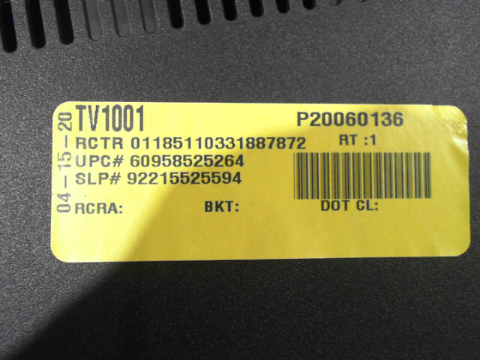 TV1001 P20060136
RCTR 01185110331887872 RT :1
UPC# 60958525264
SLP# 92215525594
RCRA: BKT: DOT CL:
04-15-20